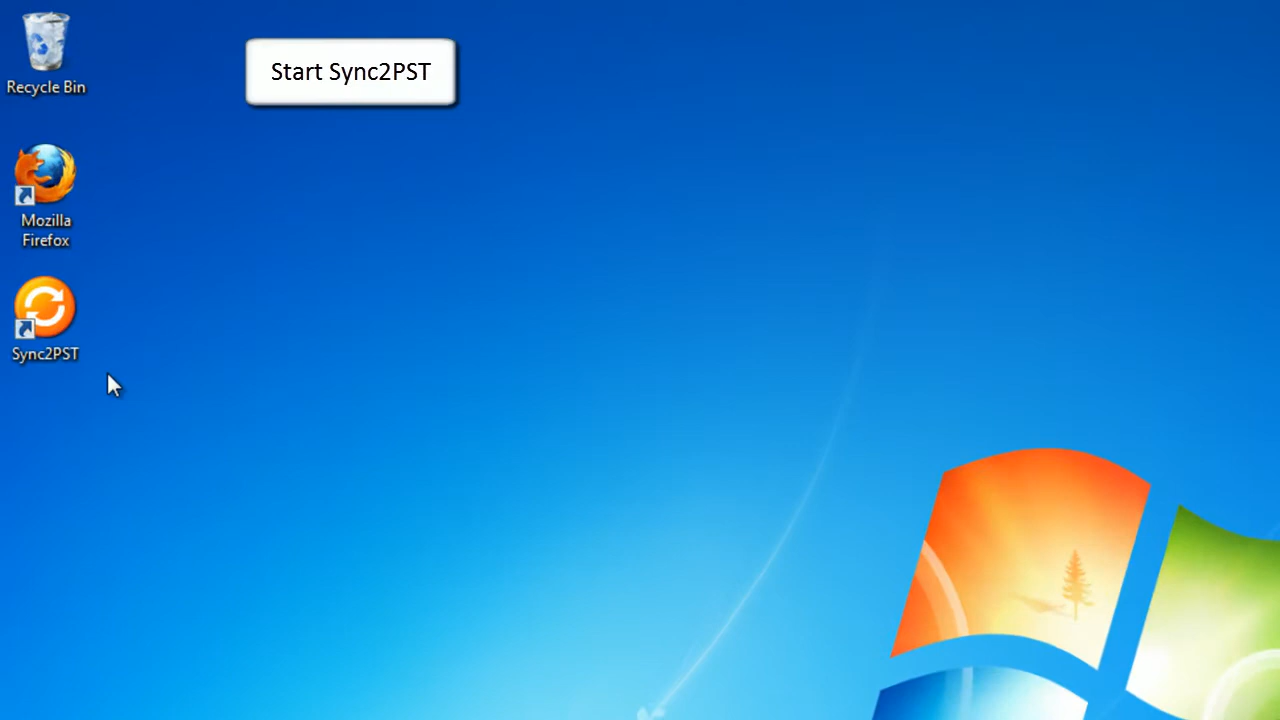 Start Sync2PST
Recycle Bin
Mozilla
Firefox
Sync2PST